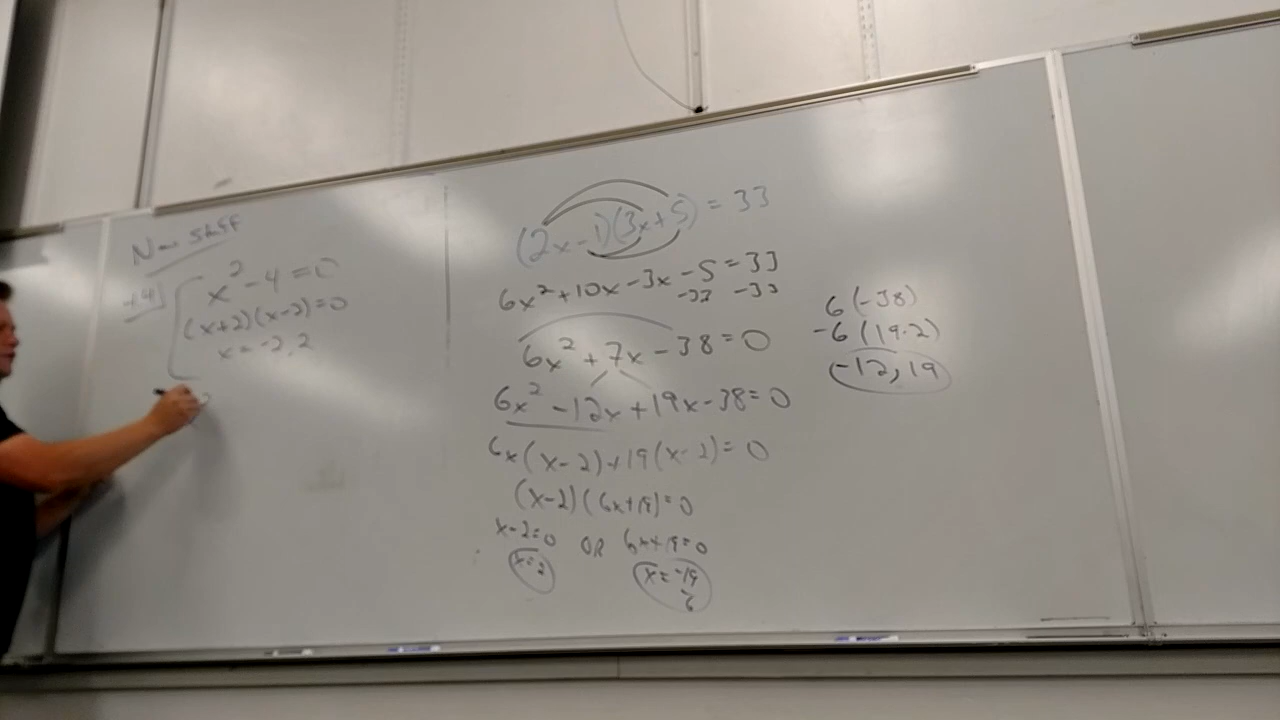 New stuff
x² - 4 = 0
(x+2)(x-2)=0
x = -2, 2
(2x-1)(3x+5) = 33
6x²+10x-3x-5=33
-33 -33
6x²+7x-38=0
6x²-12x+19x-38=0
6x(x-2)+19(x-2)=0
(x-2)(6x+19)=0
x-2=0 OR 6x+19=0
x=2 x=-19
6
6(-38)
-6(19·2)
-12, 19